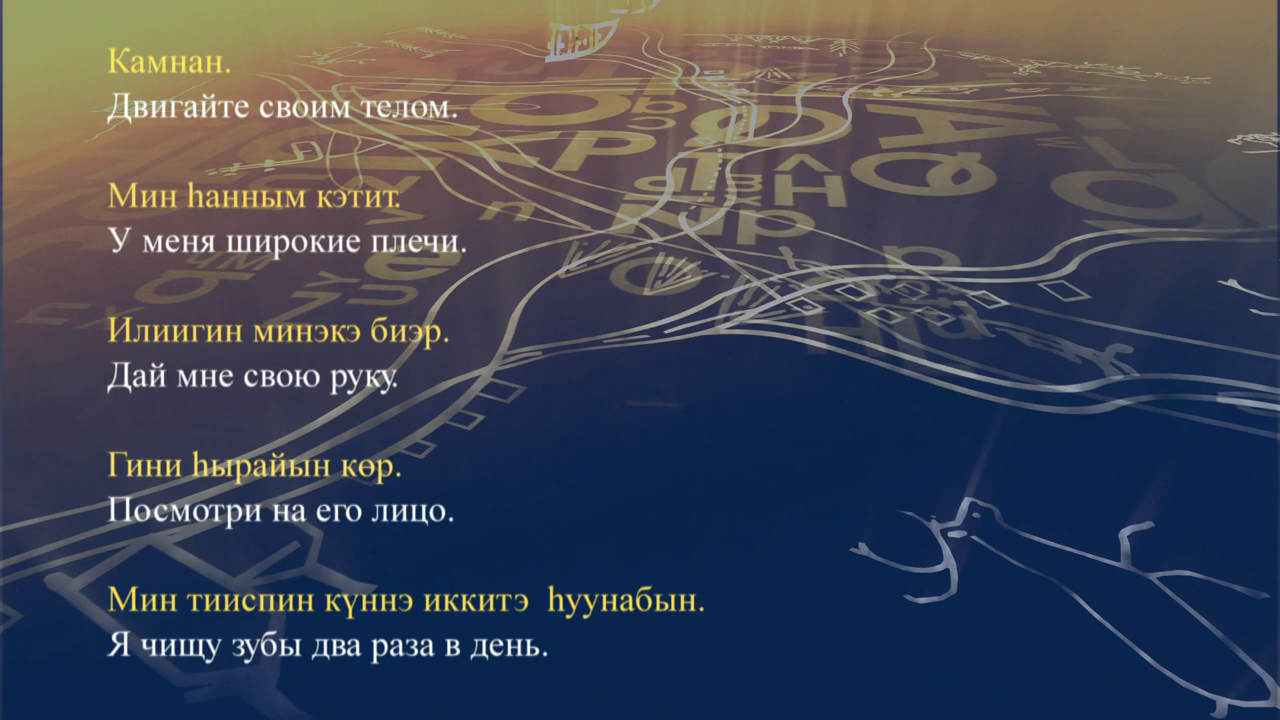 Камнан.
Двигайте своим телом.
Мин һанным кэтит.
У меня широкие плечи.
Илиигин минэкэ биэр.
Дай мне свою руку.
Гини һырайын көр.
Посмотри на его лицо.
Мин тииспин күннэ иккитэ һуунабын.
Я чищу зубы два раза в день.